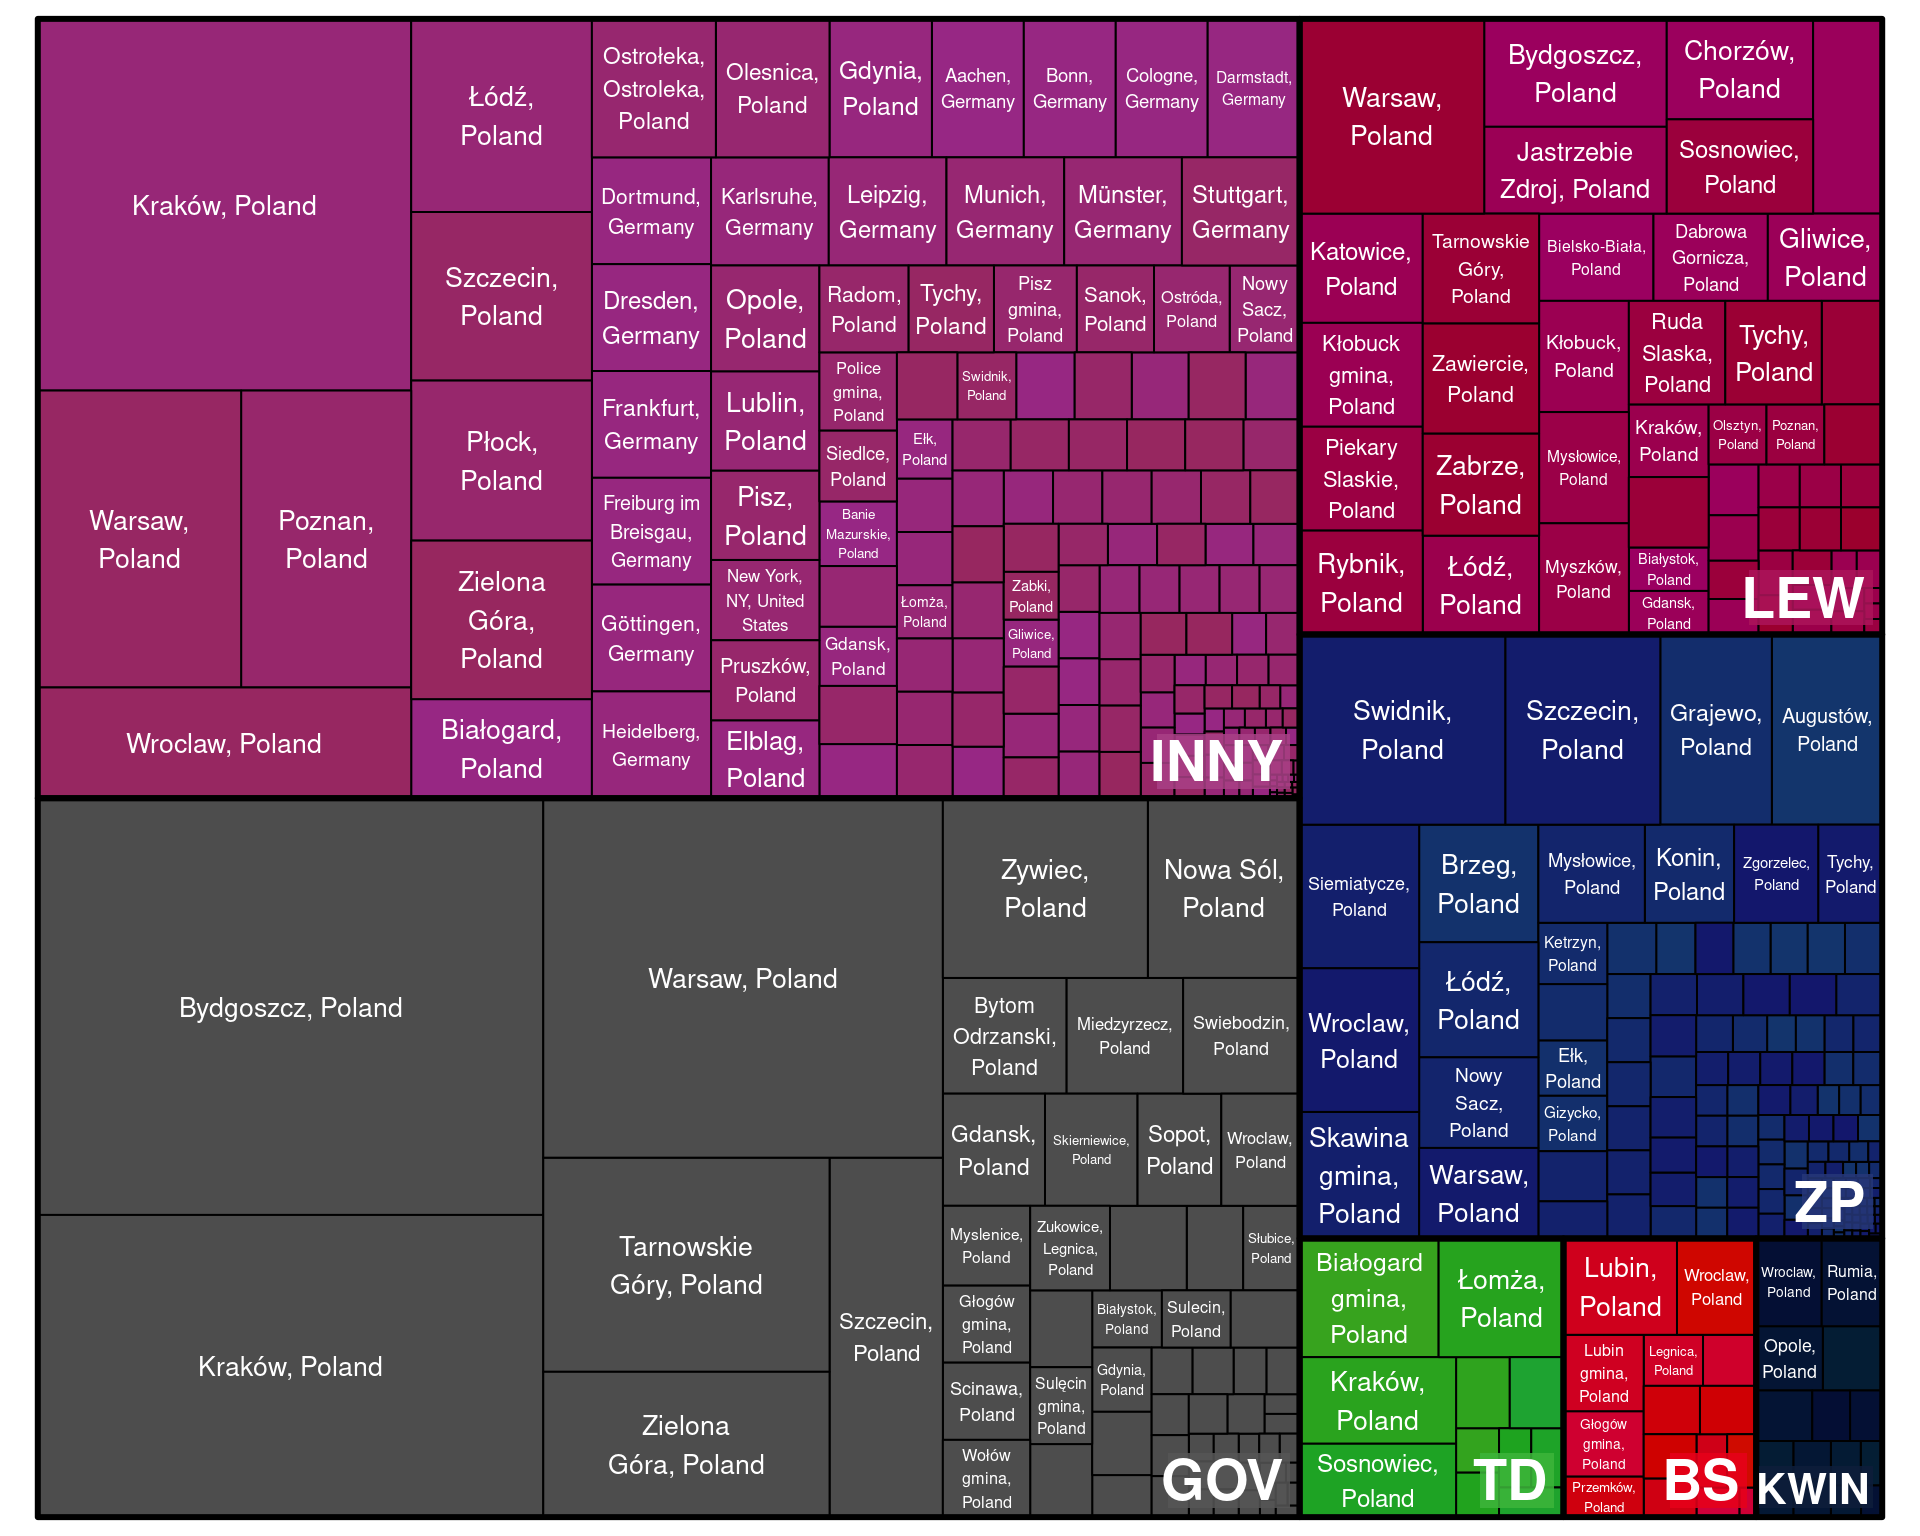 Kraków, Poland
Warsaw,
Poland
Poznan,
Poland
Wroclaw, Poland
Łódź,
Poland
Szczecin,
Poland
Płock,
Poland
Zielona
Góra,
Poland
Białogard,
Poland
Ostrołeka,
Ostroleka,
Poland
Olesnica,
Poland
Gdynia,
Poland
Aachen,
Germany
Bonn,
Germany
Cologne,
Germany
Darmstadt,
Germany
Dortmund,
Germany
Karlsruhe,
Germany
Leipzig,
Germany
Munich,
Germany
Münster,
Germany
Stuttgart,
Germany
Dresden,
Germany
Frankfurt,
Germany
Freiburg im
Breisgau,
Germany
Göttingen,
Germany
Heidelberg,
Germany
Opole,
Poland
Lublin,
Poland
Pisz,
Poland
New York,
NY, United
States
Pruszków,
Poland
Elblag,
Poland
Radom,
Poland
Tychy,
Poland
Pisz
gmina,
Poland
Sanok,
Poland
Ostróda,
Poland
Nowy
Sacz,
Poland
Police
gmina,
Poland
Siedlce,
Poland
Banie
Mazurskie,
Poland
Gdansk,
Poland
Swidnik,
Poland
Ełk,
Poland
Łomża,
Poland
Zabki,
Poland
Gliwice,
Poland
INNY
Warsaw,
Poland
Bydgoszcz,
Poland
Jastrzebie
Zdroj, Poland
Chorzów,
Poland
Sosnowiec,
Poland
Katowice,
Poland
Kłobuck
gmina,
Poland
Piekary
Slaskie,
Poland
Rybnik,
Poland
Tarnowskie
Góry,
Poland
Zawiercie,
Poland
Zabrze,
Poland
Łódź,
Poland
Bielsko-Biała,
Poland
Dabrowa
Gornicza,
Poland
Gliwice,
Poland
Kłobuck,
Poland
Mysłowice,
Poland
Myszków,
Poland
Ruda
Slaska,
Poland
Tychy,
Poland
Kraków,
Poland
Olsztyn,
Poland
Poznan,
Poland
Białystok,
Poland
Gdansk,
Poland
LEW
Bydgoszcz, Poland
Kraków, Poland
Warsaw, Poland
Tarnowskie
Góry, Poland
Zielona
Góra, Poland
Szczecin,
Poland
Zywiec,
Poland
Nowa Sól,
Poland
Bytom
Odrzanski,
Poland
Miedzyrzecz,
Poland
Swiebodzin,
Poland
Gdansk,
Poland
Skierniewice,
Poland
Sopot,
Poland
Wroclaw,
Poland
Myslenice,
Poland
Głogów
gmina,
Poland
Scinawa,
Poland
Wołów
gmina,
Poland
Zukowice,
Legnica,
Poland
Słubice,
Poland
Białystok,
Poland
Sulecin,
Poland
Sulęcin
gmina,
Poland
Gdynia,
Poland
GOV
Swidnik,
Poland
Szczecin,
Poland
Grajewo,
Poland
Augustów,
Poland
Siemiatycze,
Poland
Wroclaw,
Poland
Skawina
gmina,
Poland
Brzeg,
Poland
Łódź,
Poland
Nowy
Sacz,
Poland
Warsaw,
Poland
Mysłowice,
Poland
Konin,
Poland
Zgorzelec,
Poland
Tychy,
Poland
Ketrzyn,
Poland
Ełk,
Poland
Gizycko,
Poland
ZP
Białogard
gmina,
Poland
Łomża,
Poland
Kraków,
Poland
Sosnowiec,
Poland
TD
Lubin,
Poland
Wroclaw,
Poland
Lubin
gmina,
Poland
Legnica,
Poland
Głogów
gmina,
Poland
Przemków,
Poland
BS
Wroclaw,
Poland
Rumia,
Poland
Opole,
Poland
KWIN